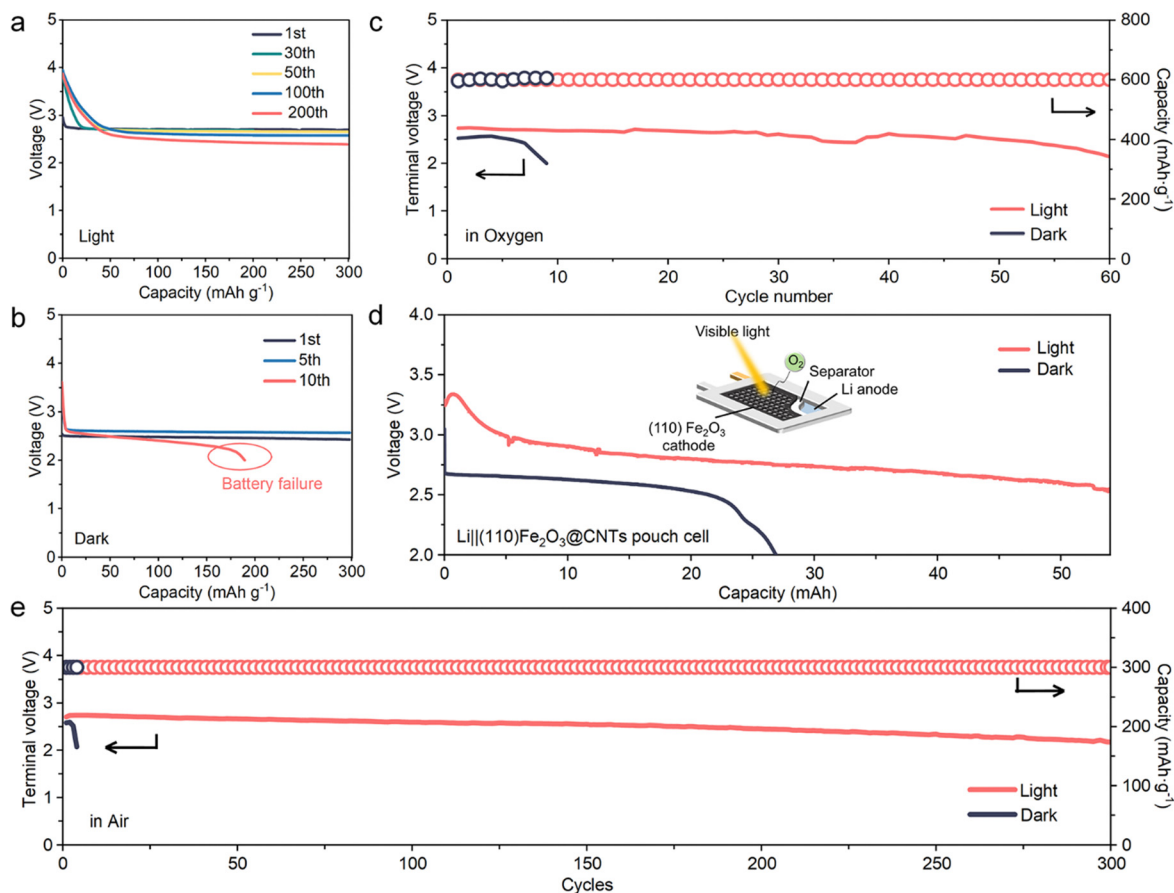 a
5
4
3
2
1
0
Voltage (V)
1st
30th
50th
100th
200th
Light
0 50 100 150 200 250 300
Capacity (mAh g⁻¹)
b
5
4
3
2
1
0
Voltage (V)
1st
5th
10th
Battery failure
Dark
0 50 100 150 200 250 300
Capacity (mAh g⁻¹)
c
5
4
3
2
1
0
Terminal voltage (V)
800
600
400
200
0
Capacity (mAh·g⁻¹)
Light
Dark
in Oxygen
0 10 20 30 40 50 60
Cycle number
d
4.0
3.5
3.0
2.5
2.0
Voltage (V)
Visible light
O₂
Separator
Li anode
(110) Fe₂O₃
cathode
Light
Dark
Li||(110)Fe₂O₃@CNTs pouch cell
0 10 20 30 40 50
Capacity (mAh)
e
5
4
3
2
1
0
Terminal voltage (V)
400
300
200
100
0
Capacity (mAh·g⁻¹)
Light
Dark
in Air
0 50 100 150 200 250 300
Cycles